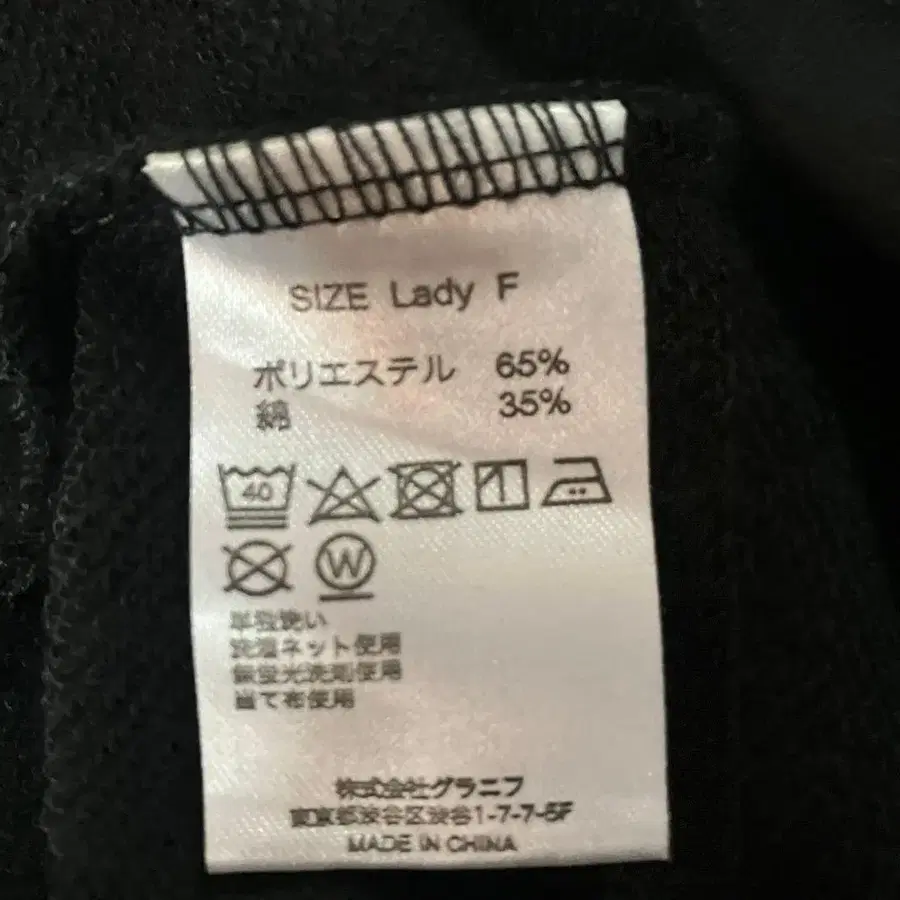 SIZE Lady F
ポリエステル 65%
綿 35%
40
W
単独使い
洗濯ネット使用
無蛍光洗剤使用
当て布使用
株式会社グラニフ
東京都渋谷区渋谷1-7-7-5F
MADE IN CHINA